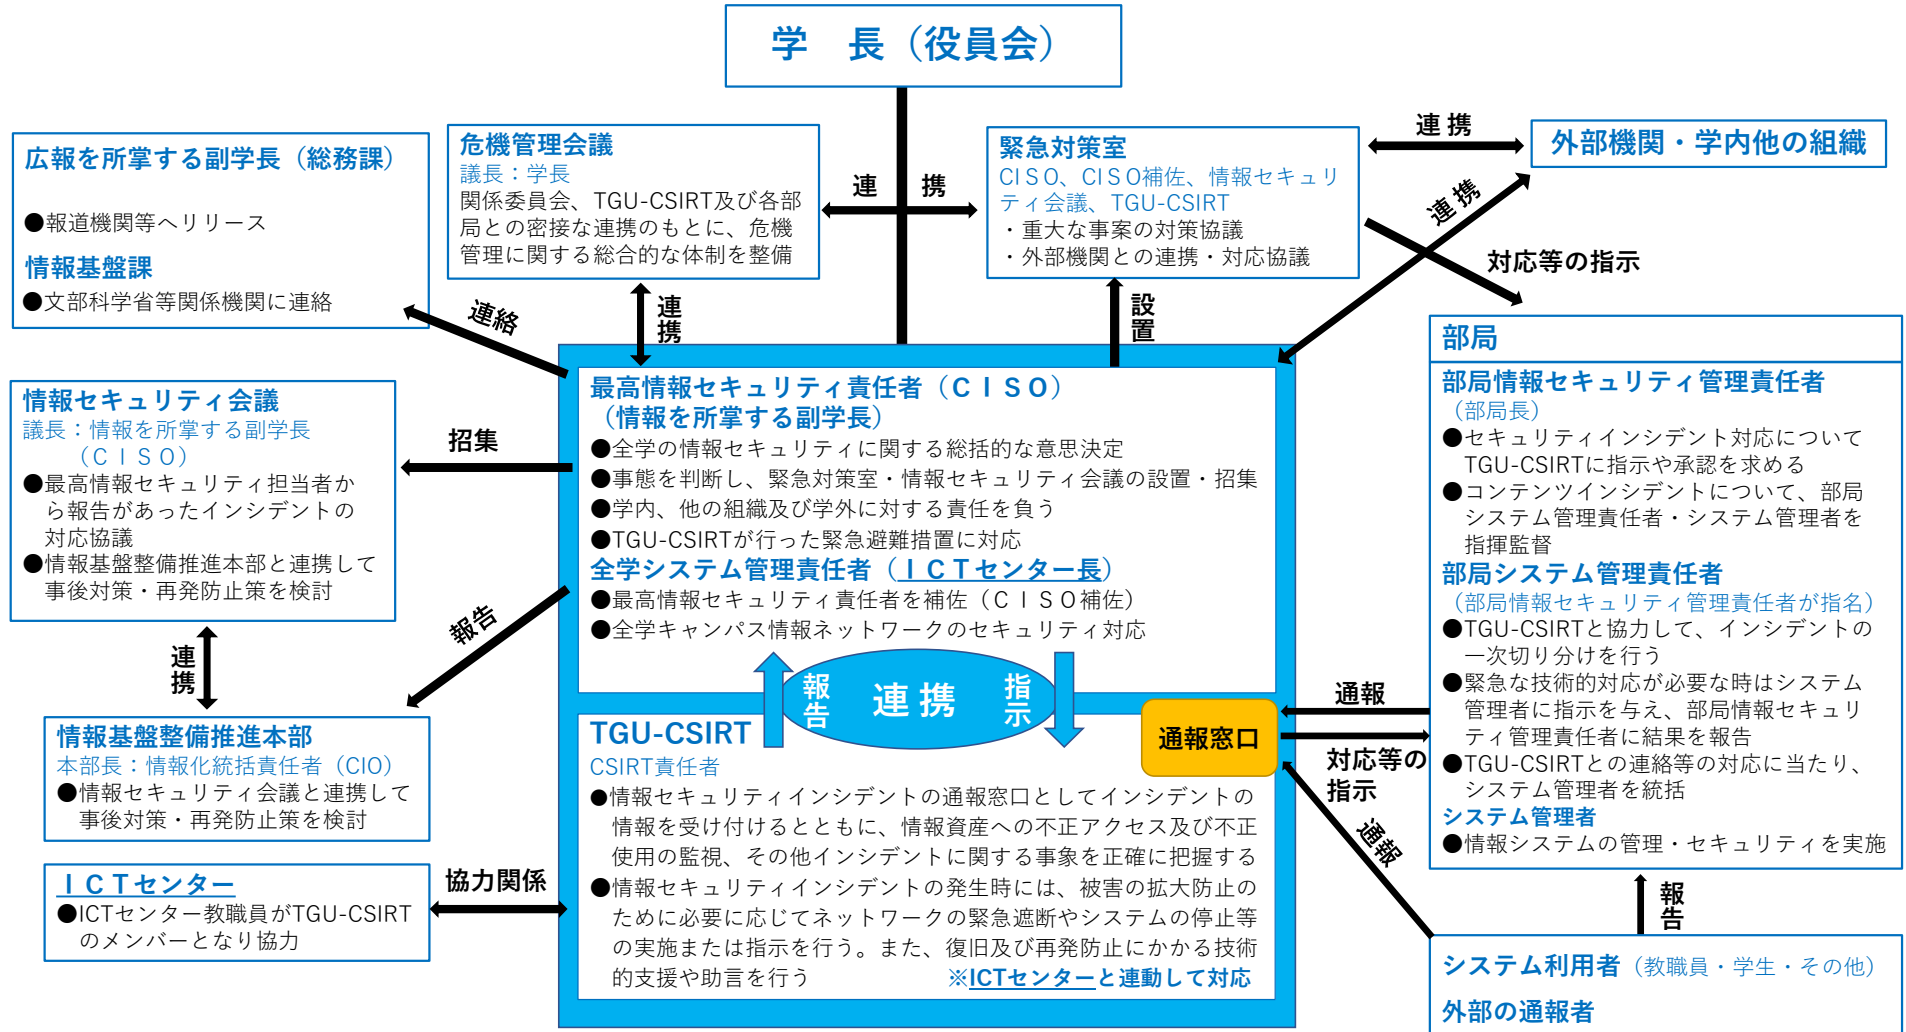 学　長（役員会）
広報を所掌する副学長（総務課）
●報道機関等へリリース
情報基盤課
●文部科学省等関係機関に連絡
危機管理会議
議長：学長
関係委員会、TGU-CSIRT及び各部
局との密接な連携のもとに、危機
管理に関する総合的な体制を整備
連　携
緊急対策室
CISO、CISO補佐、情報セキュリ
ティ会議、TGU-CSIRT
・重大な事案の対策協議
・外部機関との連携・対応協議
連 携
外部機関・学内他の組織
連 携
対応等の指示
連絡
連携
設置
情報セキュリティ会議
議長：情報を所掌する副学長
（CISO）
●最高情報セキュリティ担当者か
ら報告があったインシデントの
対応協議
●情報基盤整備推進本部と連携して
事後対策・再発防止策を検討
招集
報告
連携
情報基盤整備推進本部
本部長：情報化統括責任者（CIO）
●情報セキュリティ会議と連携して
事後対策・再発防止策を検討
ICTセンター
●ICTセンター教職員がTGU-CSIRT
のメンバーとなり協力
協力関係
最高情報セキュリティ責任者（CISO）
（情報を所掌する副学長）
●全学の情報セキュリティに関する総括的な意思決定
●事態を判断し、緊急対策室・情報セキュリティ会議の設置・招集
●学内、他の組織及び学外に対する責任を負う
●TGU-CSIRTが行った緊急避難措置に対応
全学システム管理責任者（ICTセンター長）
●最高情報セキュリティ責任者を補佐（CISO補佐）
●全学キャンパス情報ネットワークのセキュリティ対応
報告
連 携
指示
TGU-CSIRT
CSIRT責任者
●情報セキュリティインシデントの通報窓口としてインシデントの
情報を受け付けるとともに、情報資産への不正アクセス及び不正
使用の監視、その他インシデントに関する事象を正確に把握する
●情報セキュリティインシデントの発生時には、被害の拡大防止の
ために必要に応じてネットワークの緊急遮断やシステムの停止等
の実施または指示を行う。また、復旧及び再発防止にかかる技術
的支援や助言を行う　※ICTセンターと連動して対応
通報窓口
通報
対応等の
指示
通報
部局
部局情報セキュリティ管理責任者
（部局長）
●セキュリティインシデント対応について
TGU-CSIRTに指示や承認を求める
●コンテンツインシデントについて、部局
システム管理責任者・システム管理者を
指揮監督
部局システム管理責任者
（部局情報セキュリティ管理責任者が指名）
●TGU-CSIRTと協力して、インシデントの
一次切り分けを行う
●緊急な技術的対応が必要な時はシステム
管理者に指示を与え、部局情報セキュリ
ティ管理責任者に結果を報告
●TGU-CSIRTとの連絡等の対応に当たり、
システム管理者を統括
システム管理者
●情報システムの管理・セキュリティを実施
報告
システム利用者（教職員・学生・その他）
外部の通報者